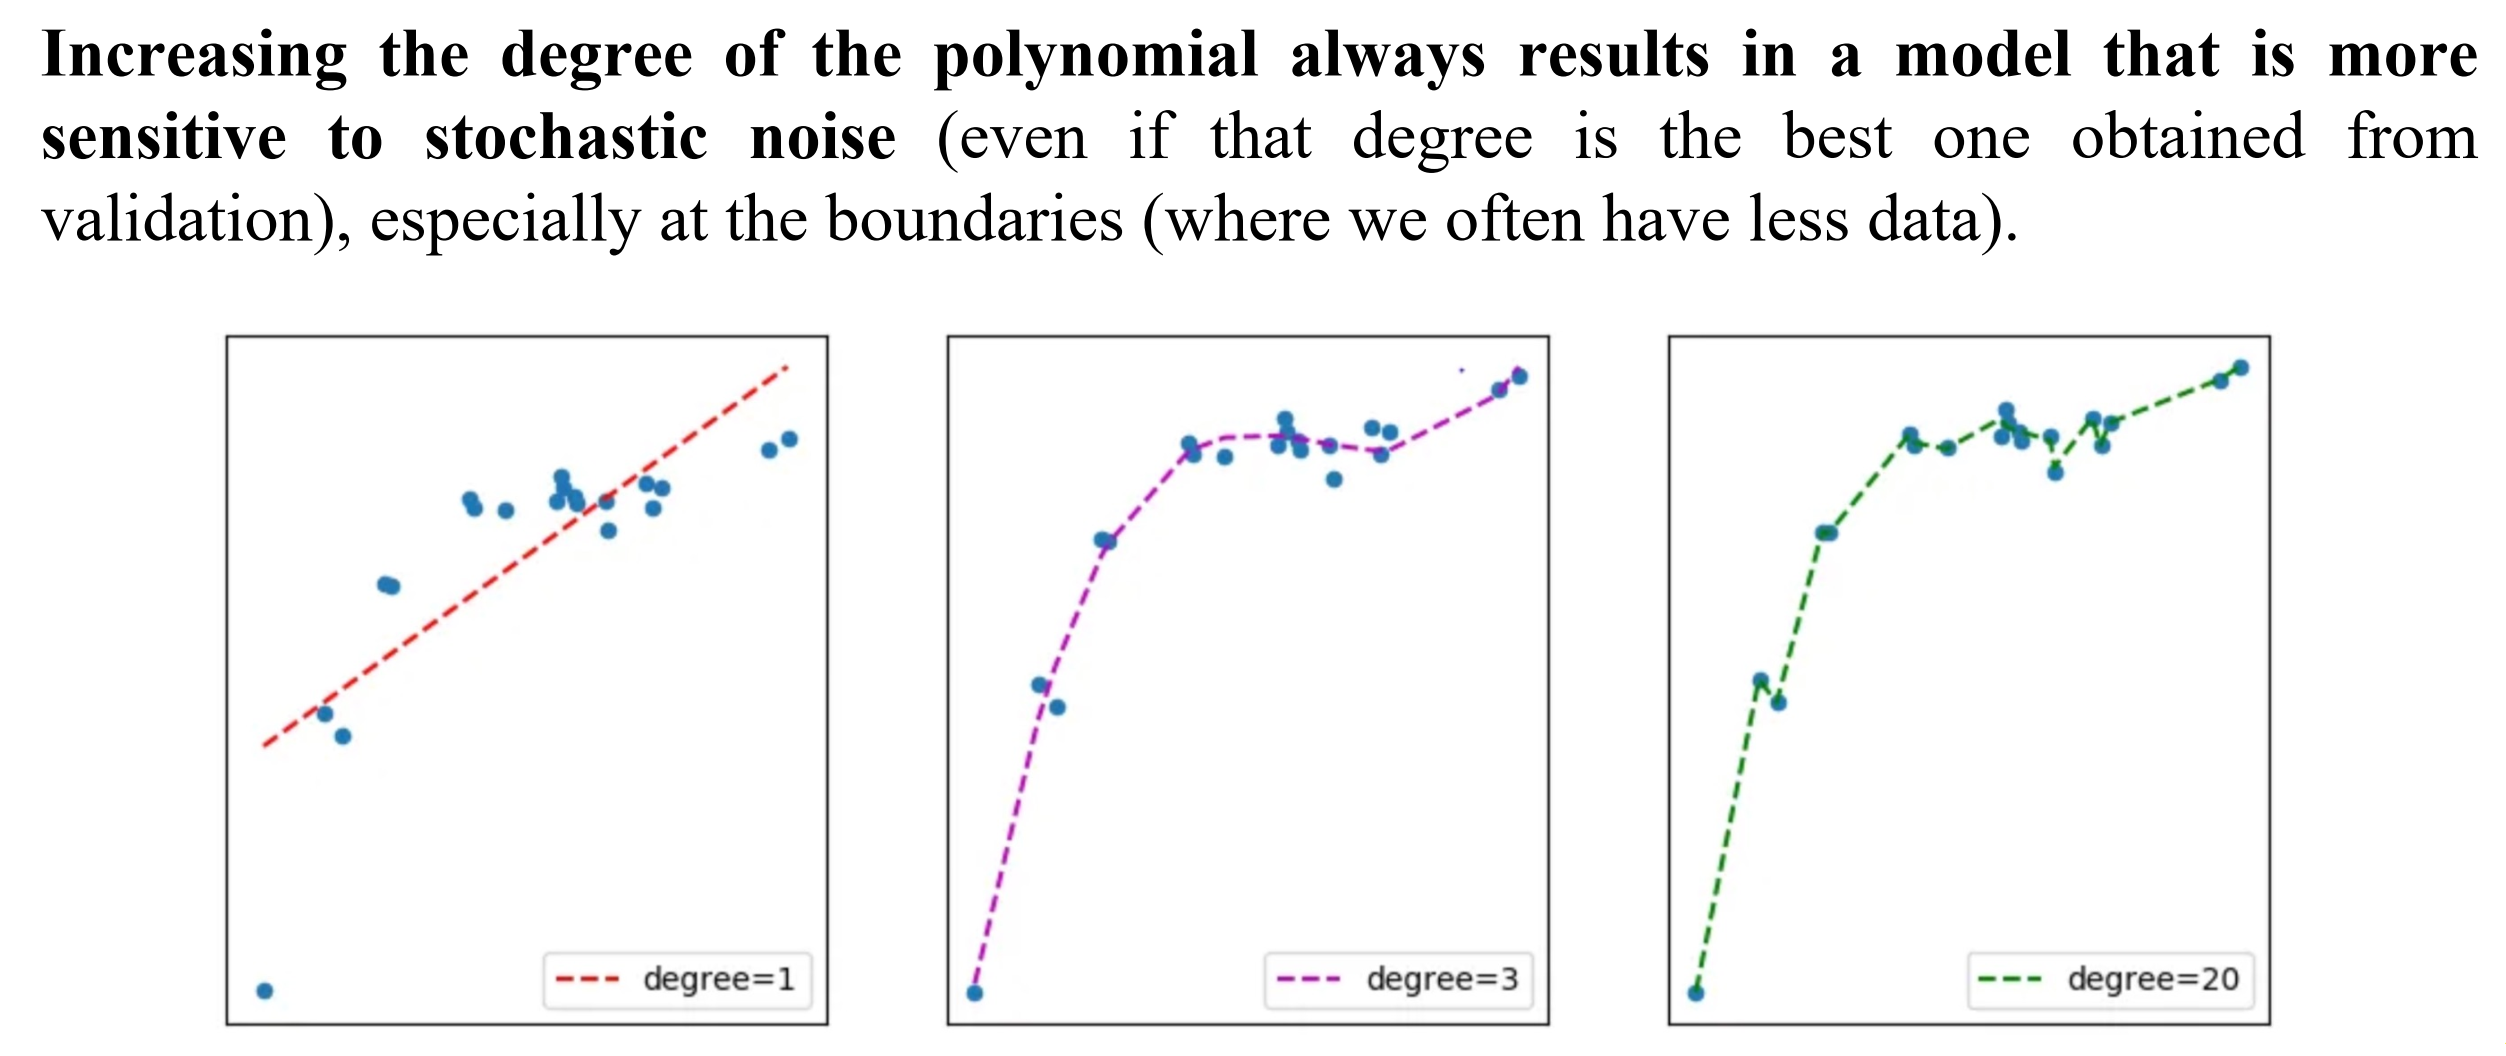 Increasing the degree of the polynomial always results in a model that is more
sensitive to stochastic noise (even if that degree is the best one obtained from
validation), especially at the boundaries (where we often have less data).
degree=1
degree=3
degree=20